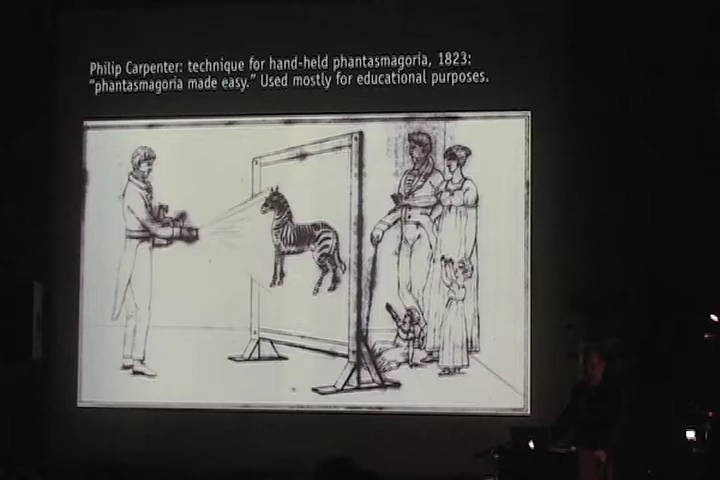 Philip Carpenter: technique for hand-held phantasmagoria, 1823:
“phantasmagoria made easy.” Used mostly for educational purposes.